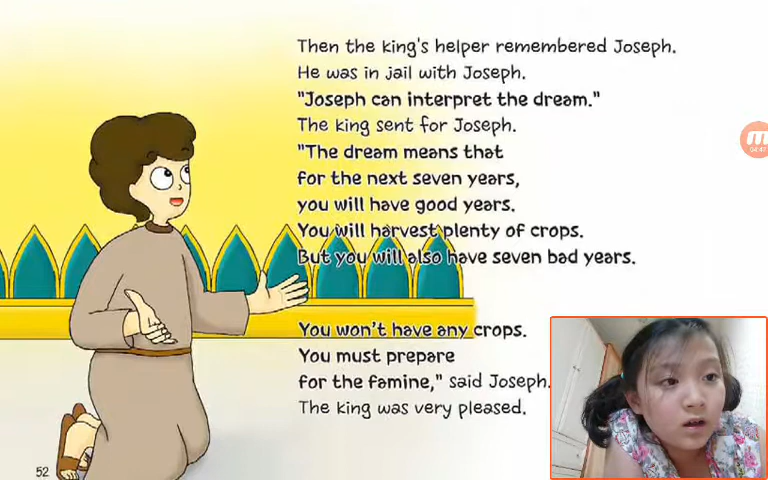 Then the king's helper remembered Joseph.
He was in jail with Joseph.
"Joseph can interpret the dream."
The king sent for Joseph.
"The dream means that
for the next seven years,
you will have good years.
You will harvest plenty of crops.
But you will also have seven bad years.
You won't have any crops.
You must prepare
for the famine," said Joseph.
The king was very pleased.
52